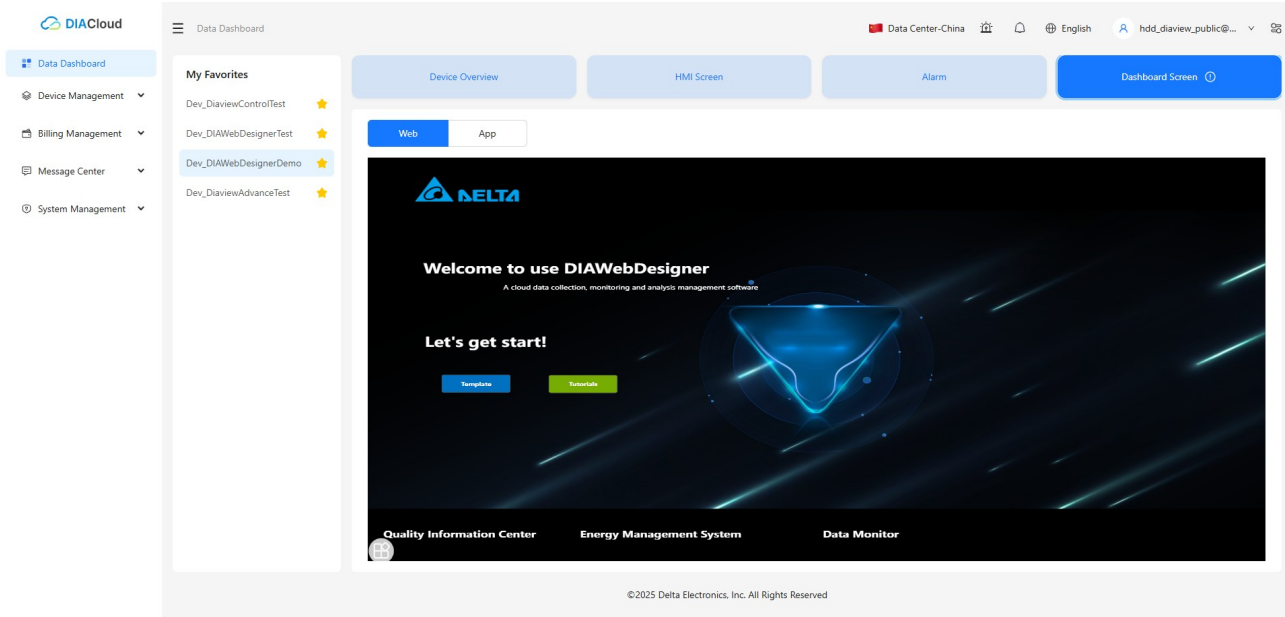 DIACloud
Data Dashboard
Data Center-China
English
hdd_diaview_public@...
Data Dashboard
Device Management
Billing Management
Message Center
System Management
My Favorites
Dev_DiaviewControlTest
Dev_DIAWebDesignerTest
Dev_DIAWebDesignerDemo
Dev_DiaviewAdvanceTest
Device Overview
HMI Screen
Alarm
Dashboard Screen
Web
App
DELTA
Welcome to use DIAWebDesigner
A cloud data collection, monitoring and analysis management software
Let's get start!
Template
Tutorials
Quality Information Center
Energy Management System
Data Monitor
©2025 Delta Electronics, Inc. All Rights Reserved